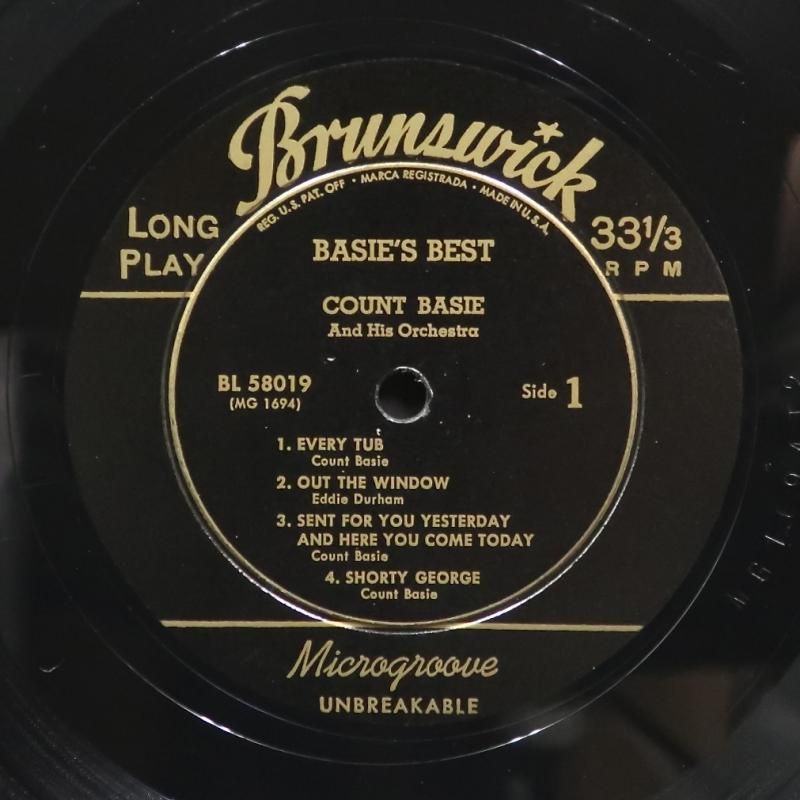 Brunswick
REG. U.S. PAT. OFF • MARCA REGISTRADA • MADE IN U.S.A.
LONG PLAY
33 1/3 RPM
BASIE'S BEST
COUNT BASIE
And His Orchestra
BL 58019
(MG 1694)
Side 1
1. EVERY TUB
Count Basie
2. OUT THE WINDOW
Eddie Durham
3. SENT FOR YOU YESTERDAY
AND HERE YOU COME TODAY
Count Basie
4. SHORTY GEORGE
Count Basie
Microgroove
UNBREAKABLE